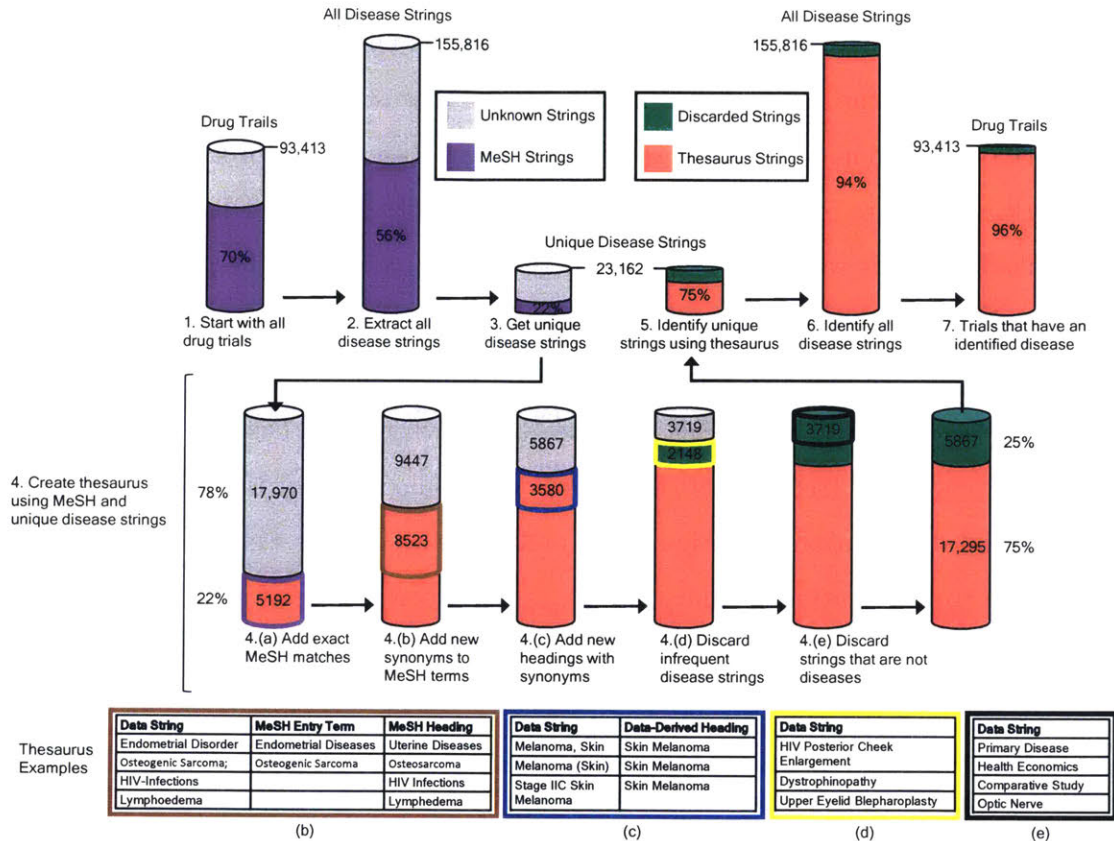 All Disease Strings
155,816
Drug Trails
93,413
70%
56%
Unknown Strings
MeSH Strings
Discarded Strings
Thesaurus Strings
All Disease Strings
155,816
94%
Drug Trails
93,413
96%
Unique Disease Strings
23,162
22%
75%
1. Start with all
drug trials
2. Extract all
disease strings
3. Get unique
disease strings
5. Identify unique
strings using thesaurus
6. Identify all
disease strings
7. Trials that have an
identified disease
4. Create thesaurus
using MeSH and
unique disease strings
78%
22%
17,970
5192
9447
8523
5867
3580
3719
2148
3719
5867
17,295
25%
75%
4.(a) Add exact
MeSH matches
4.(b) Add new
synonyms to
MeSH terms
4.(c) Add new
headings with
synonyms
4.(d) Discard
infrequent
disease strings
4.(e) Discard
strings that are not
diseases
Thesaurus
Examples
Data String MeSH Entry Term MeSH Heading
Endometrial Disorder Endometrial Diseases Uterine Diseases
Osteogenic Sarcoma; Osteogenic Sarcoma Osteosarcoma
HIV-Infections HIV Infections
Lymphoedema Lymphedema
(b)
Data String Data-Derived Heading
Melanoma, Skin Skin Melanoma
Melanoma (Skin) Skin Melanoma
Stage IIC Skin Skin Melanoma
Melanoma
(c)
Data String
HIV Posterior Cheek
Enlargement
Dystrophinopathy
Upper Eyelid Blepharoplasty
(d)
Data String
Primary Disease
Health Economics
Comparative Study
Optic Nerve
(e)